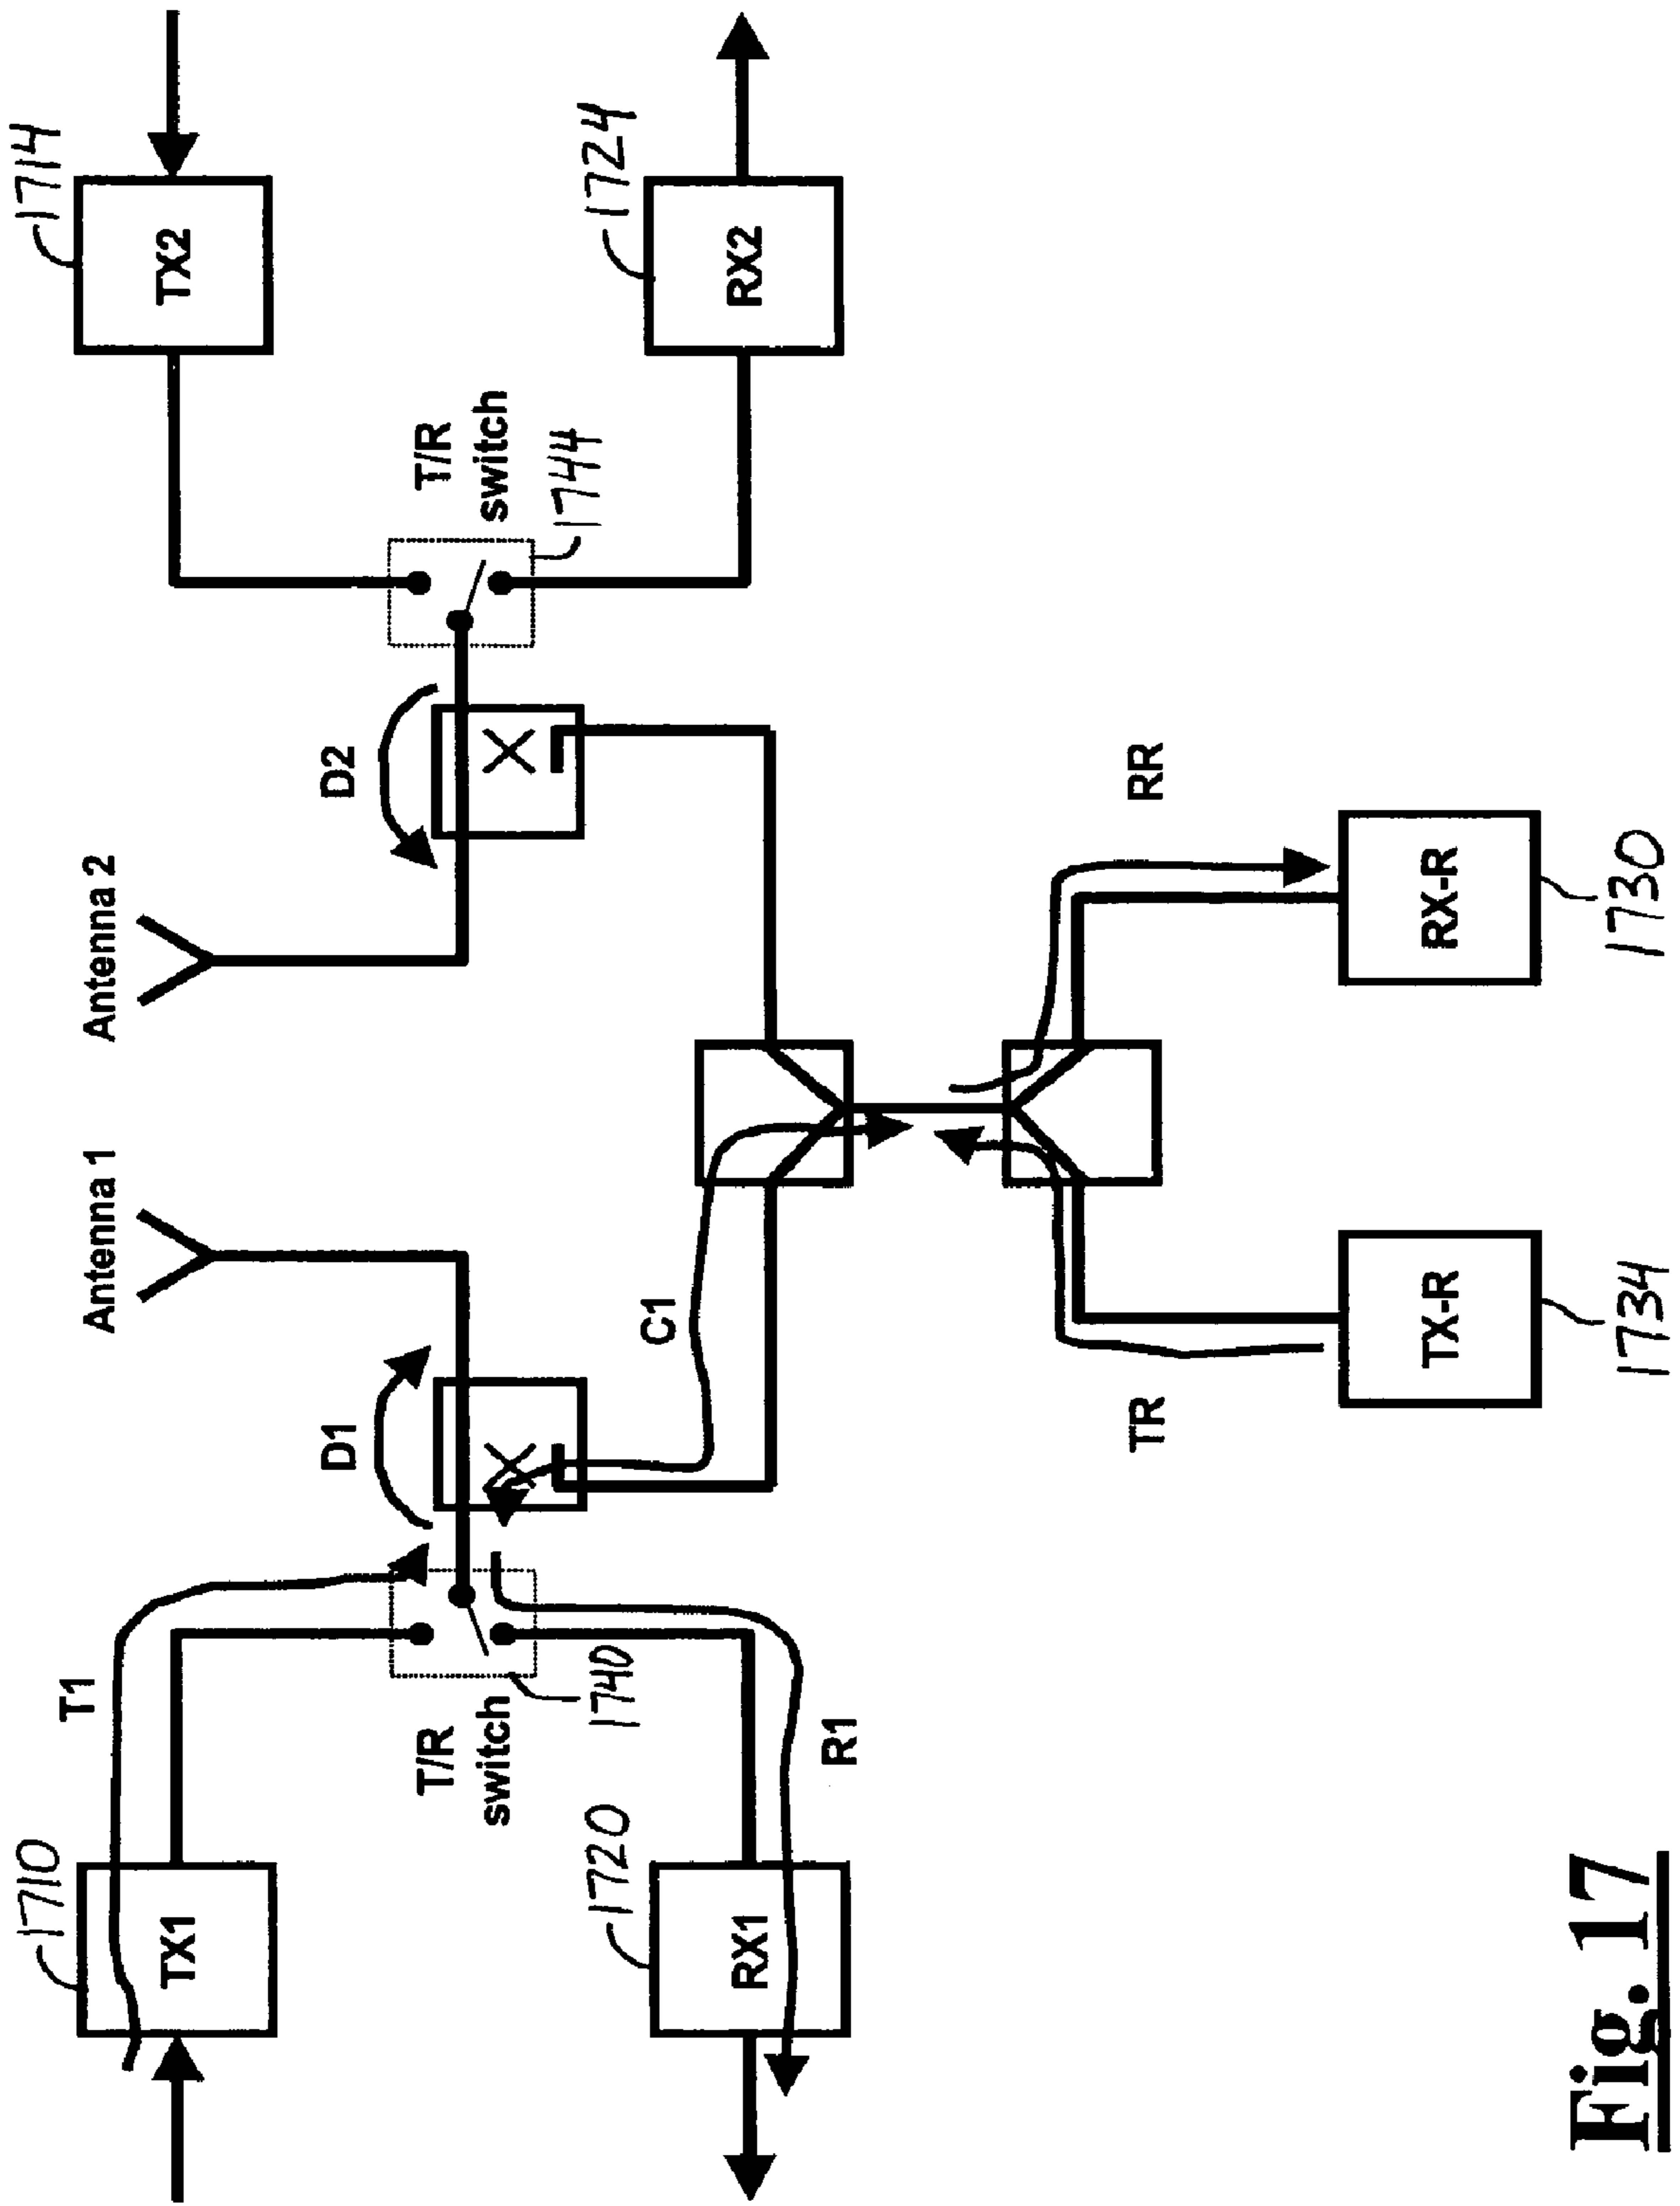 1710
1714
T1
Antenna 1
Antenna 2
TX1
TX2
D1
D2
T/R
switch
T/R
switch
1720
1740
1744
1724
C1
RX1
RX2
R1
TR
RR
TX-R
RX-R
1734
1730
Fig. 17